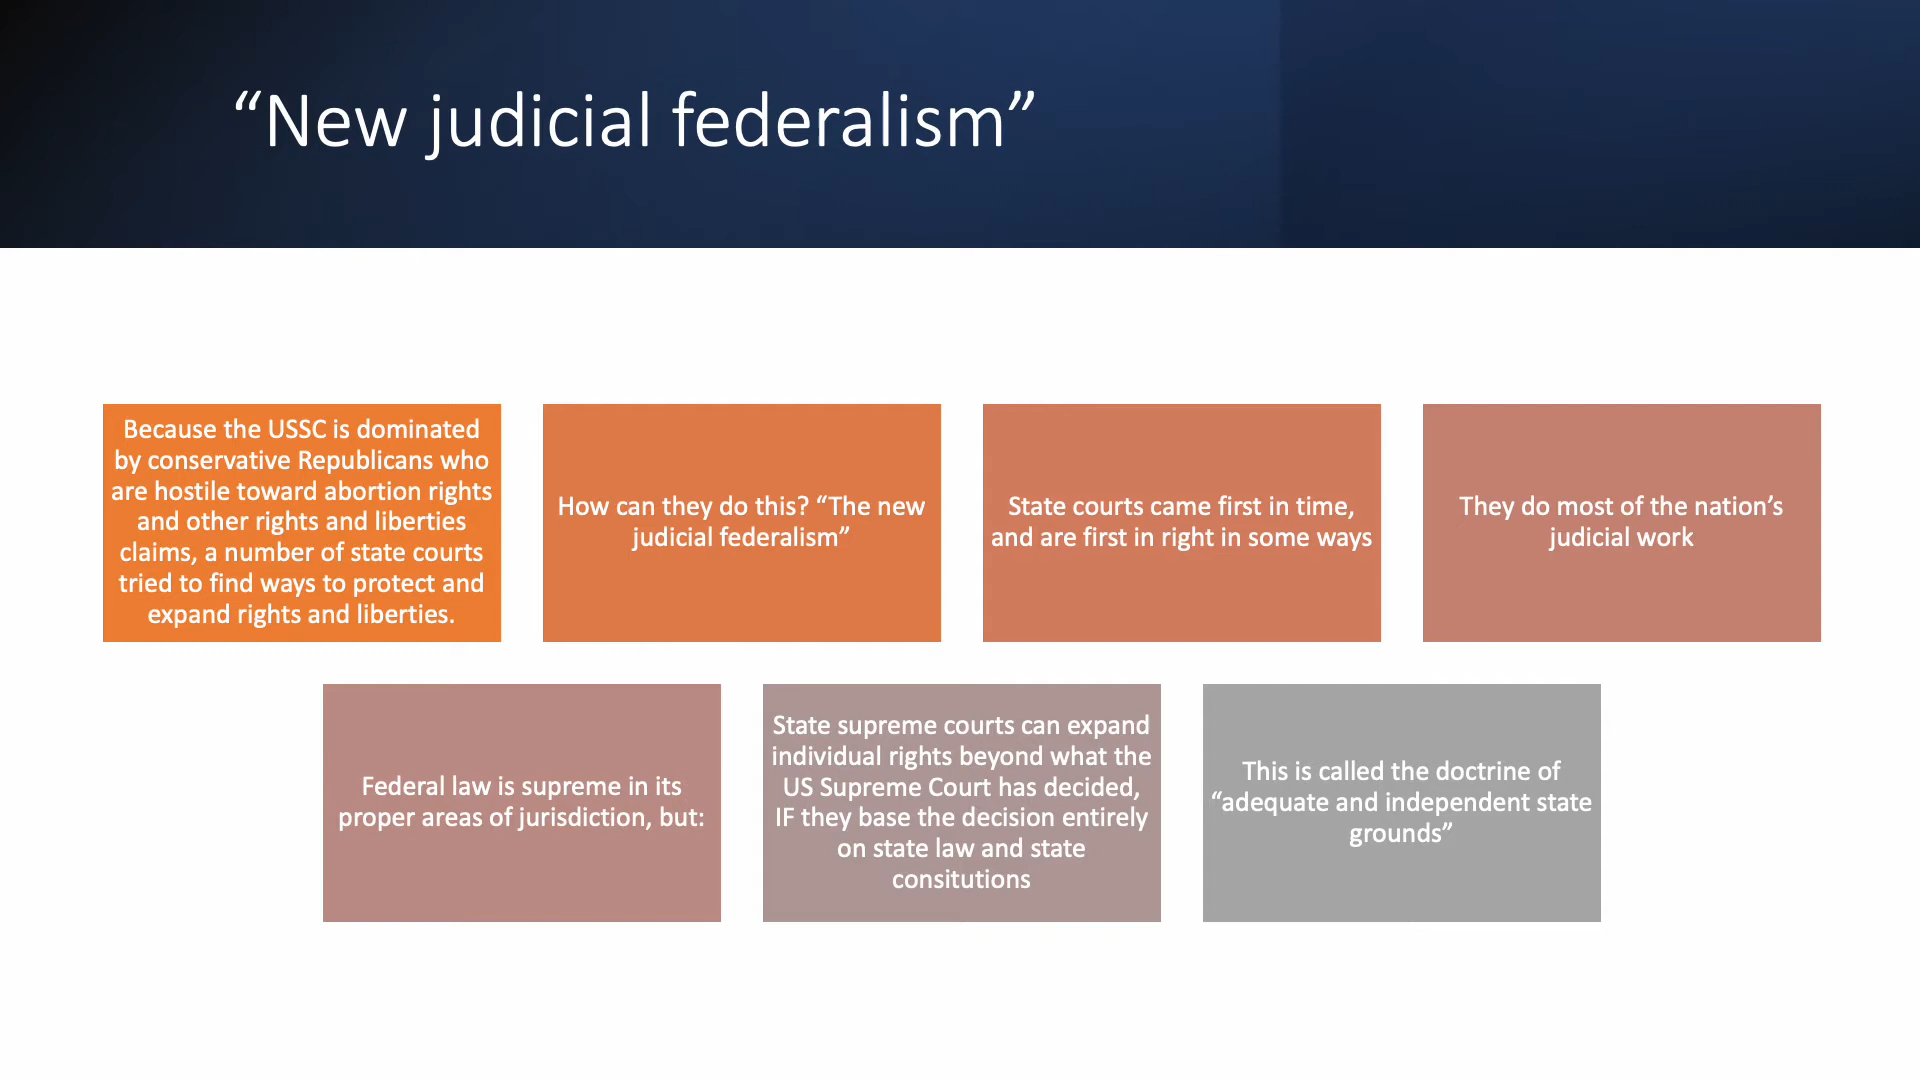 “New judicial federalism”
Because the USSC is dominated
by conservative Republicans who
are hostile toward abortion rights
and other rights and liberties
claims, a number of state courts
tried to find ways to protect and
expand rights and liberties.
How can they do this? “The new
judicial federalism”
State courts came first in time,
and are first in right in some ways
They do most of the nation’s
judicial work
Federal law is supreme in its
proper areas of jurisdiction, but:
State supreme courts can expand
individual rights beyond what the
US Supreme Court has decided,
IF they base the decision entirely
on state law and state
consitutions
This is called the doctrine of
“adequate and independent state
grounds”